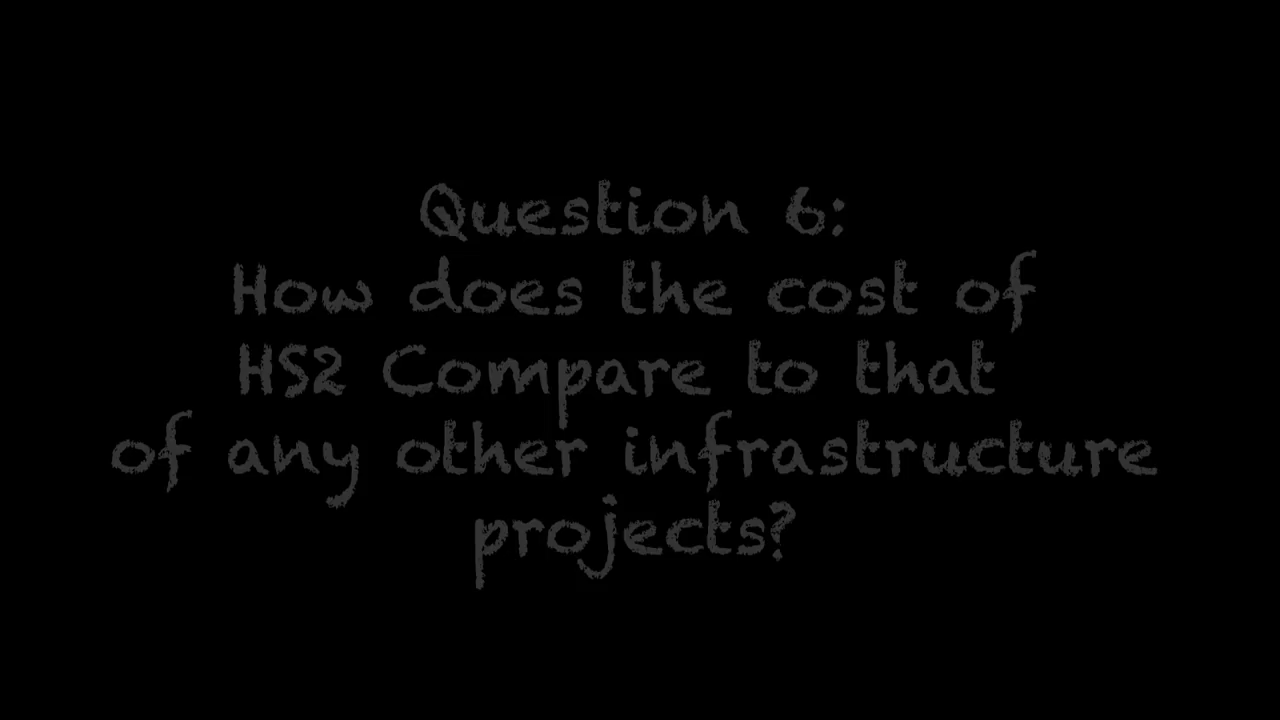 Question 6:
How does the cost of
HS2 Compare to that
of any other infrastructure
projects?